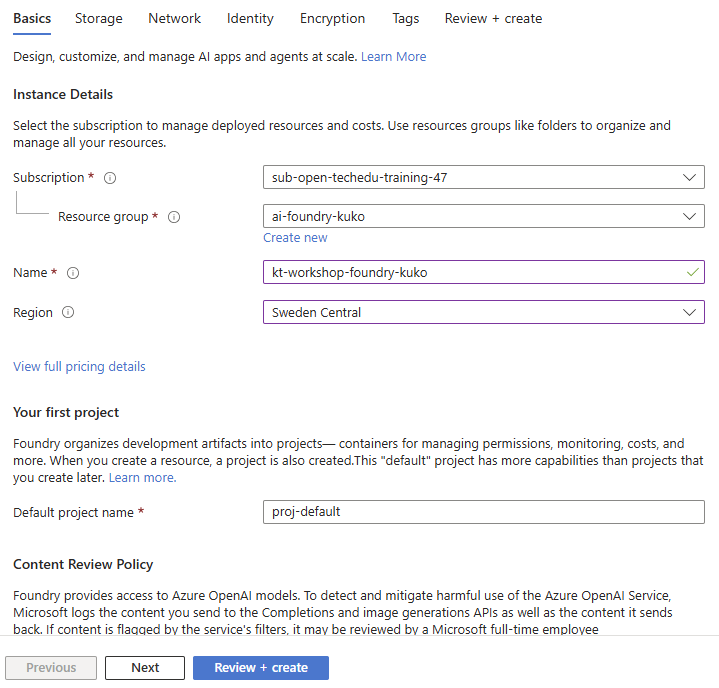 Basics Storage Network Identity Encryption Tags Review + create
Design, customize, and manage AI apps and agents at scale. Learn More
Instance Details
Select the subscription to manage deployed resources and costs. Use resources groups like folders to organize and
manage all your resources.
Subscription * sub-open-techedu-training-47
Resource group * ai-foundry-kuko
Create new
Name * kt-workshop-foundry-kuko
Region Sweden Central
View full pricing details
Your first project
Foundry organizes development artifacts into projects— containers for managing permissions, monitoring, costs, and
more. When you create a resource, a project is also created.This "default" project has more capabilities than projects that
you create later. Learn more.
Default project name * proj-default
Content Review Policy
Foundry provides access to Azure OpenAI models. To detect and mitigate harmful use of the Azure OpenAI Service,
Microsoft logs the content you send to the Completions and image generations APIs as well as the content it sends
back. If content is flagged by the service's filters, it may be reviewed by a Microsoft full-time employee
Previous Next Review + create